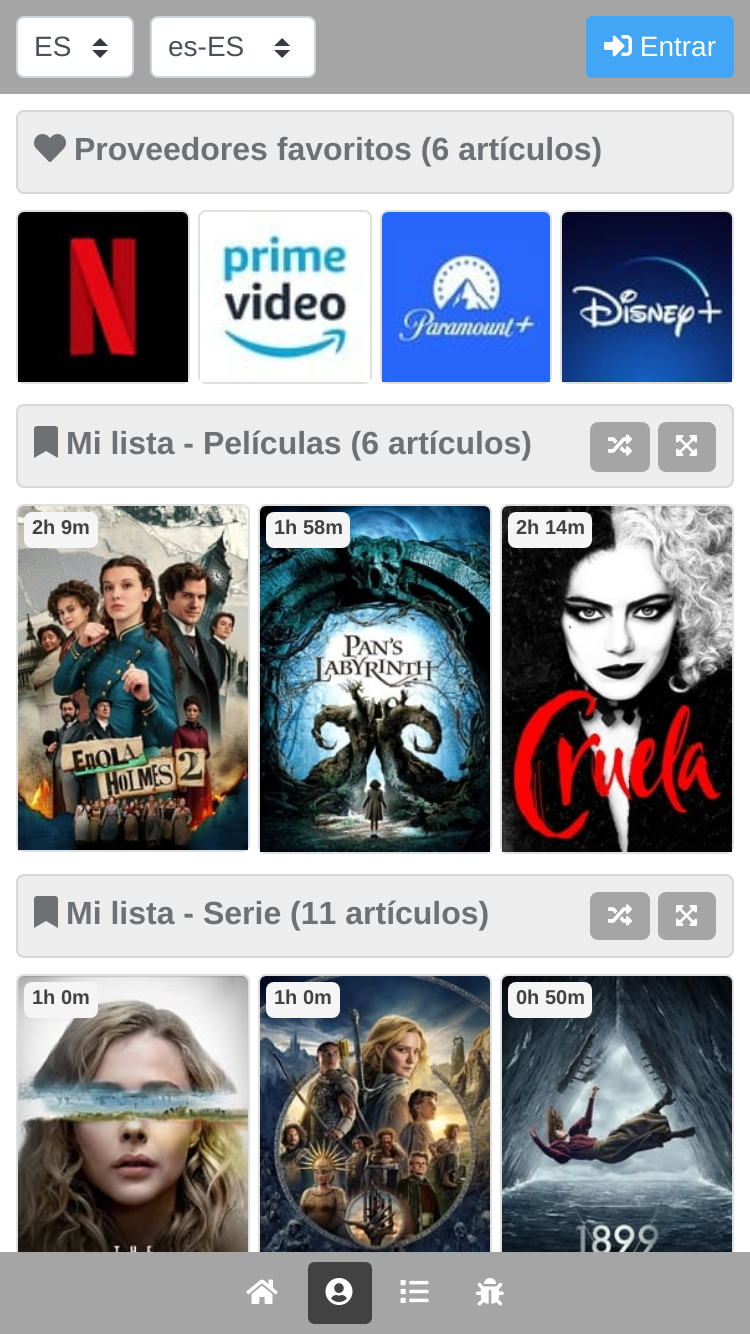 ES
es-ES
Entrar
Proveedores favoritos (6 artículos)
N
prime
video
Paramount+
Disney+
Mi lista - Películas (6 artículos)
2h 9m
1h 58m
2h 14m
ENOLA
HOLMES 2
PAN'S
LABYRINTH
Cruela
Mi lista - Serie (11 artículos)
1h 0m
1h 0m
0h 50m
THE
1899